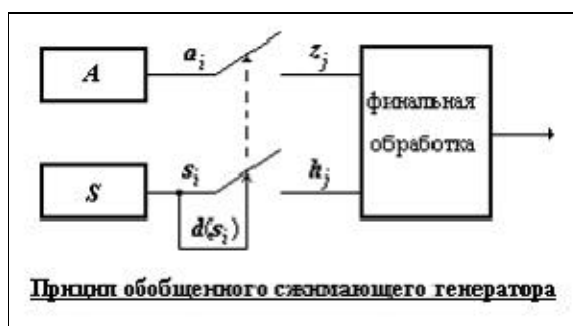 A a_i z_j
финальная
обработка
S s_i h_j
d(s_i)
Принцип обобщенного сжимающего генератора